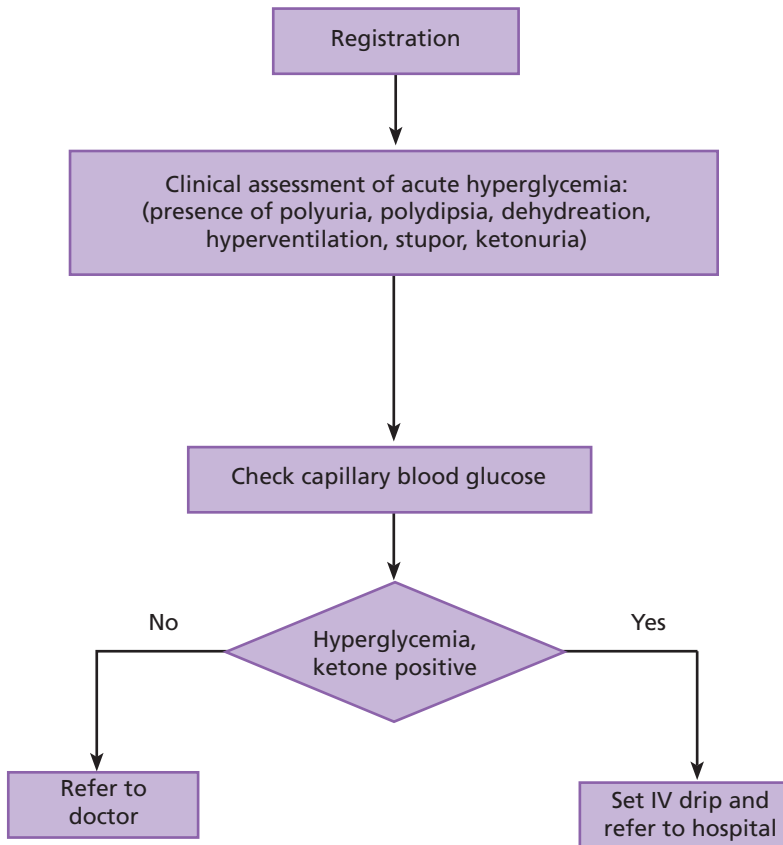 Registration
Clinical assessment of acute hyperglycemia:
(presence of polyuria, polydipsia, dehydreation,
hyperventilation, stupor, ketonuria)
Check capillary blood glucose
No
Yes
Hyperglycemia,
ketone positive
Refer to
doctor
Set IV drip and
refer to hospital